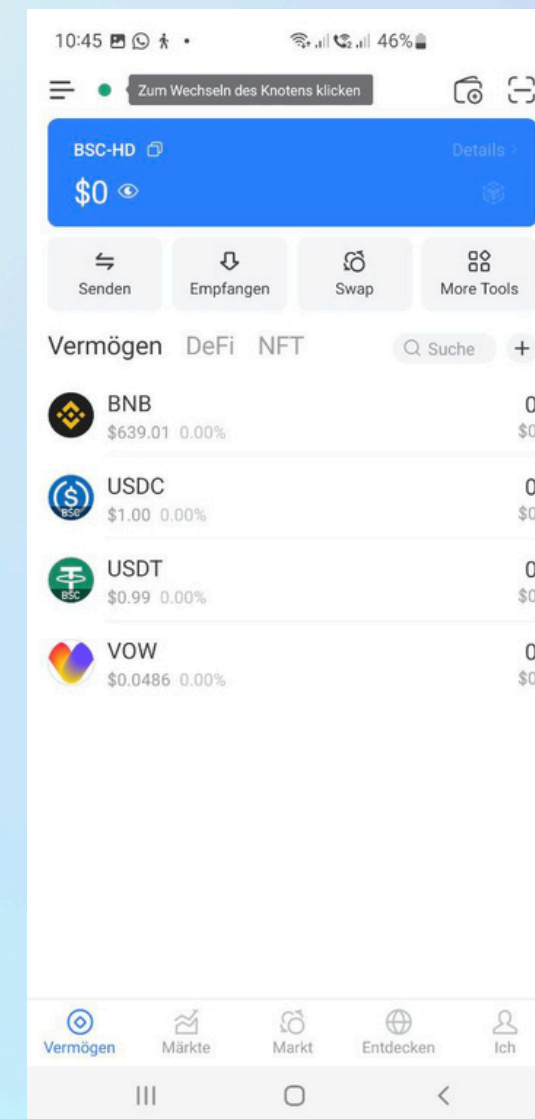 10:45 46%
Zum Wechseln des Knotens klicken
BSC-HD Details >
$0
Senden Empfangen Swap More Tools
Vermögen DeFi NFT Suche +
BNB 0
$639.01 0.00% $0
USDC 0
BSC $1.00 0.00% $0
USDT 0
BSC $0.99 0.00% $0
VOW 0
$0.0486 0.00% $0
Vermögen Märkte Markt Entdecken Ich